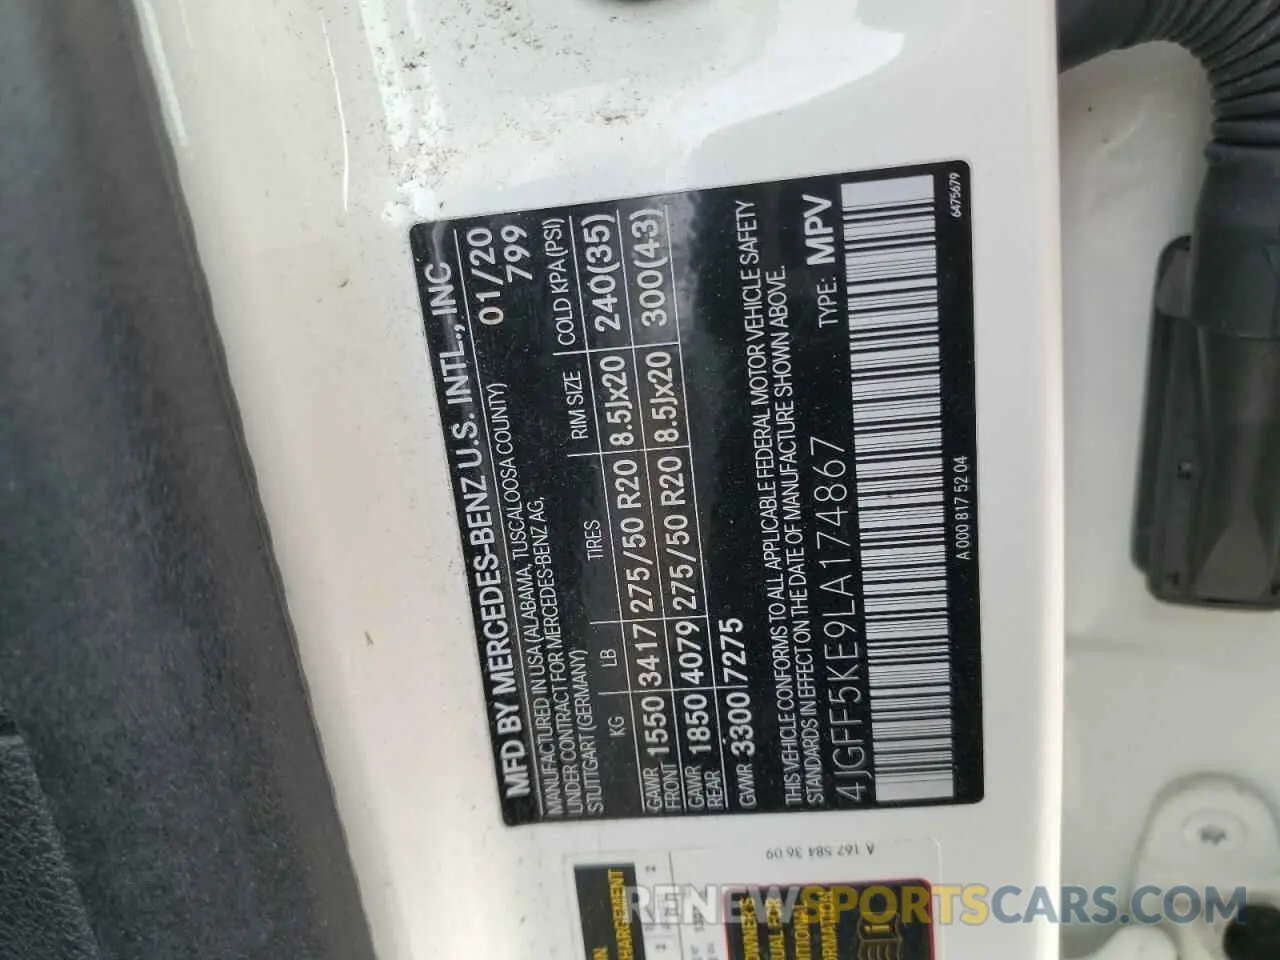 MFD BY MERCEDES-BENZ U.S. INTL., INC
MANUFACTURED IN USA (ALABAMA, TUSCALOOSA COUNTY) 01/20
UNDER CONTRACT FOR MERCEDES-BENZ AG, 799
STUTTGART (GERMANY)
KG LB TIRES RIM SIZE COLD KPA (PSI)
GAWR FRONT 1550 3417 275/50 R20 8.5Jx20 240(35)
GAWR REAR 1850 4079 275/50 R20 8.5Jx20 300(43)
GVWR 3300 7275
THIS VEHICLE CONFORMS TO ALL APPLICABLE FEDERAL MOTOR VEHICLE SAFETY
STANDARDS IN EFFECT ON THE DATE OF MANUFACTURE SHOWN ABOVE.
4JGFF5KE9LA174867 TYPE: MPV
A 000 817 52 04 6475679
A 167 584 36 09
RENEWSPORTSCARS.COM